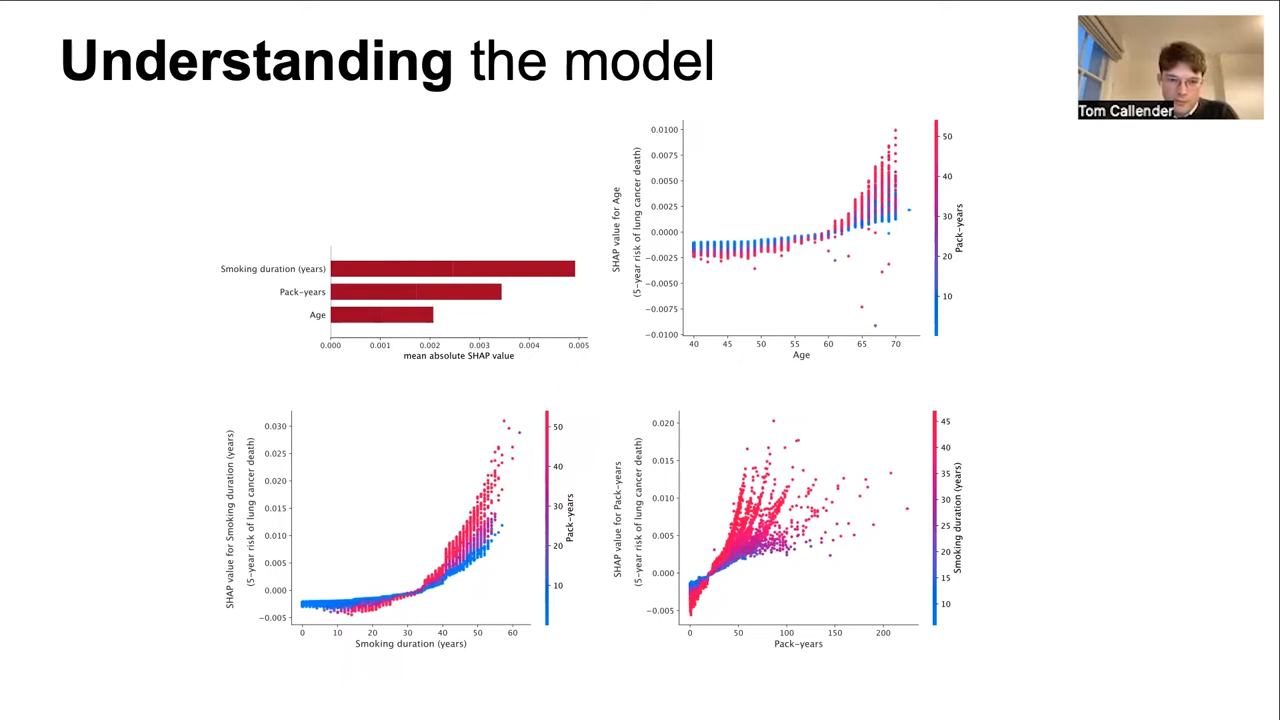 Understanding the model
Tom Callender
Smoking duration (years)
Pack-years
Age
0.000 0.001 0.002 0.003 0.004 0.005
mean absolute SHAP value
SHAP value for Age
(5-year risk of lung cancer death)
0.0100
0.0075
0.0050
0.0025
0.0000
−0.0025
−0.0050
−0.0075
−0.0100
40 45 50 55 60 65 70
Age
50
40
30
20
10
Pack-years
SHAP value for Smoking duration (years)
(5-year risk of lung cancer death)
0.030
0.025
0.020
0.015
0.010
0.005
0.000
−0.005
0 10 20 30 40 50 60
Smoking duration (years)
50
40
30
20
10
Pack-years
SHAP value for Pack-years
(5-year risk of lung cancer death)
0.020
0.015
0.010
0.005
0.000
−0.005
0 50 100 150 200
Pack-years
45
40
35
30
25
20
15
10
Smoking duration (years)